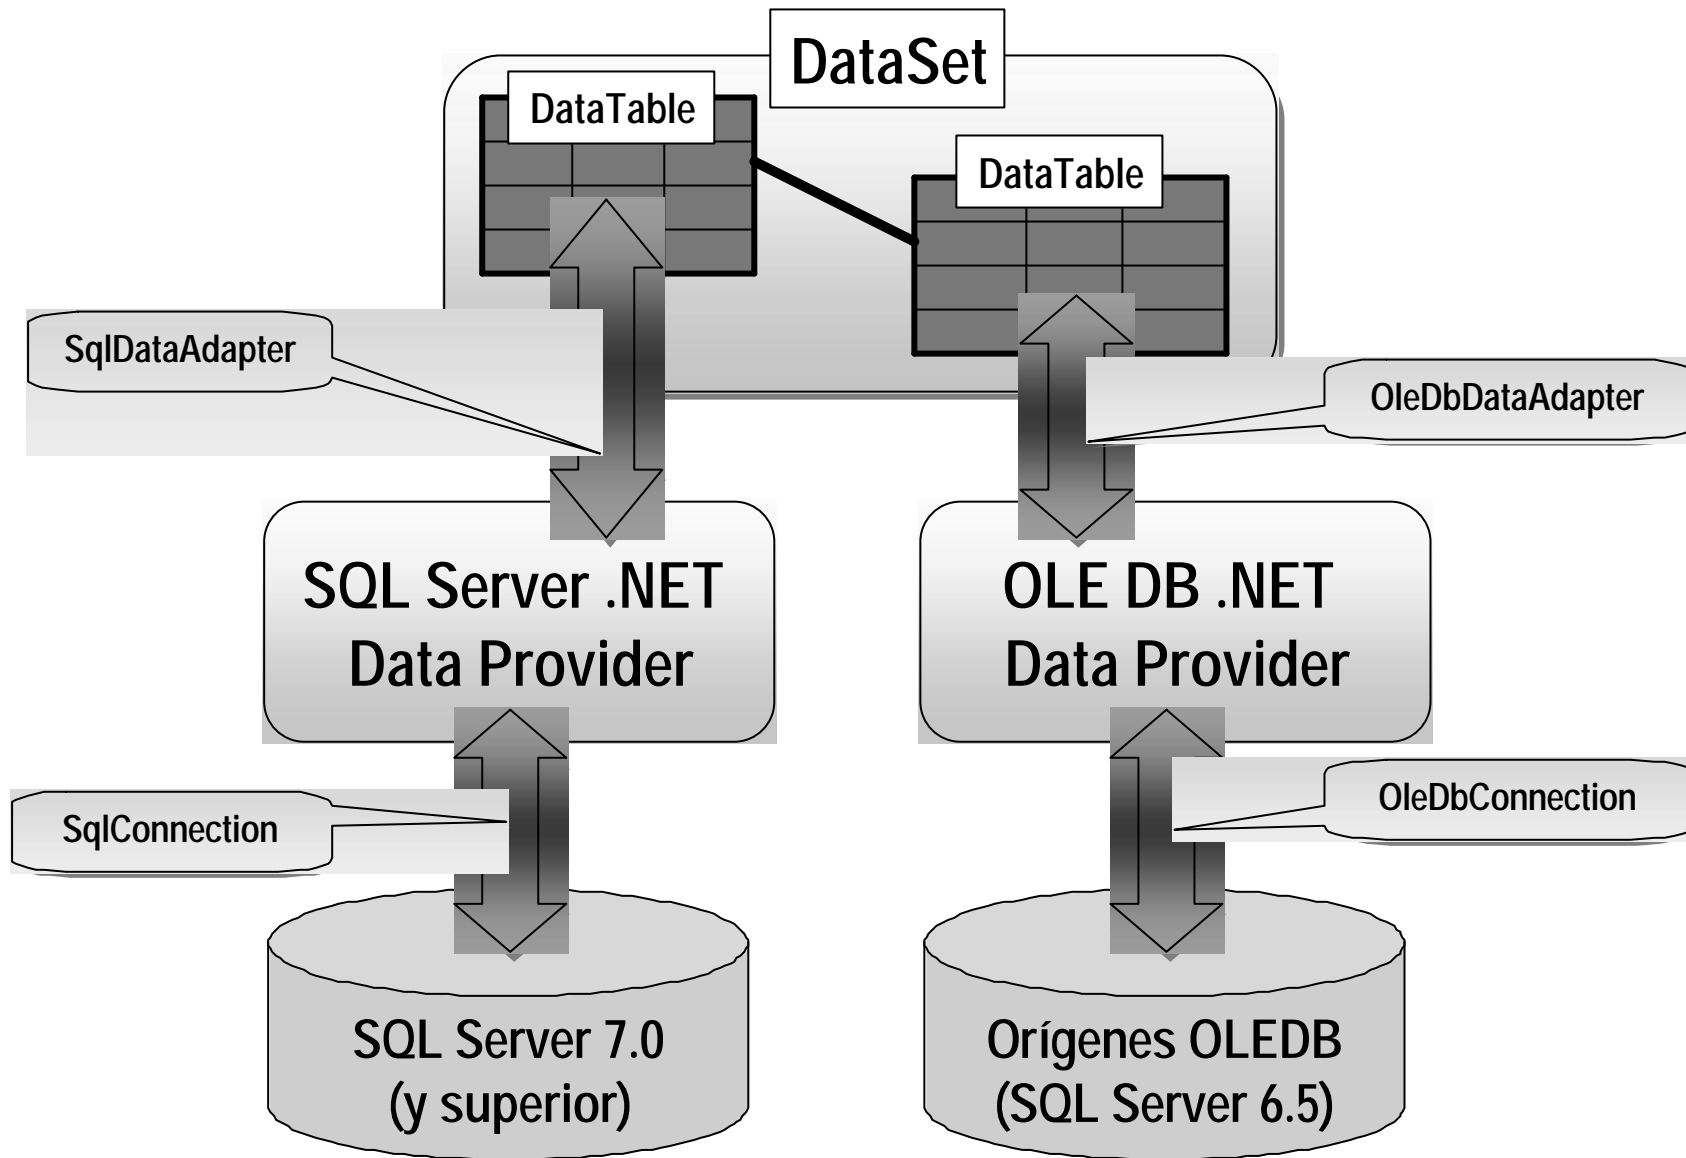 DataSet
DataTable
DataTable
SqlDataAdapter
OleDbDataAdapter
SQL Server .NET
Data Provider
OLE DB .NET
Data Provider
SqlConnection
OleDbConnection
SQL Server 7.0
(y superior)
Orígenes OLEDB
(SQL Server 6.5)